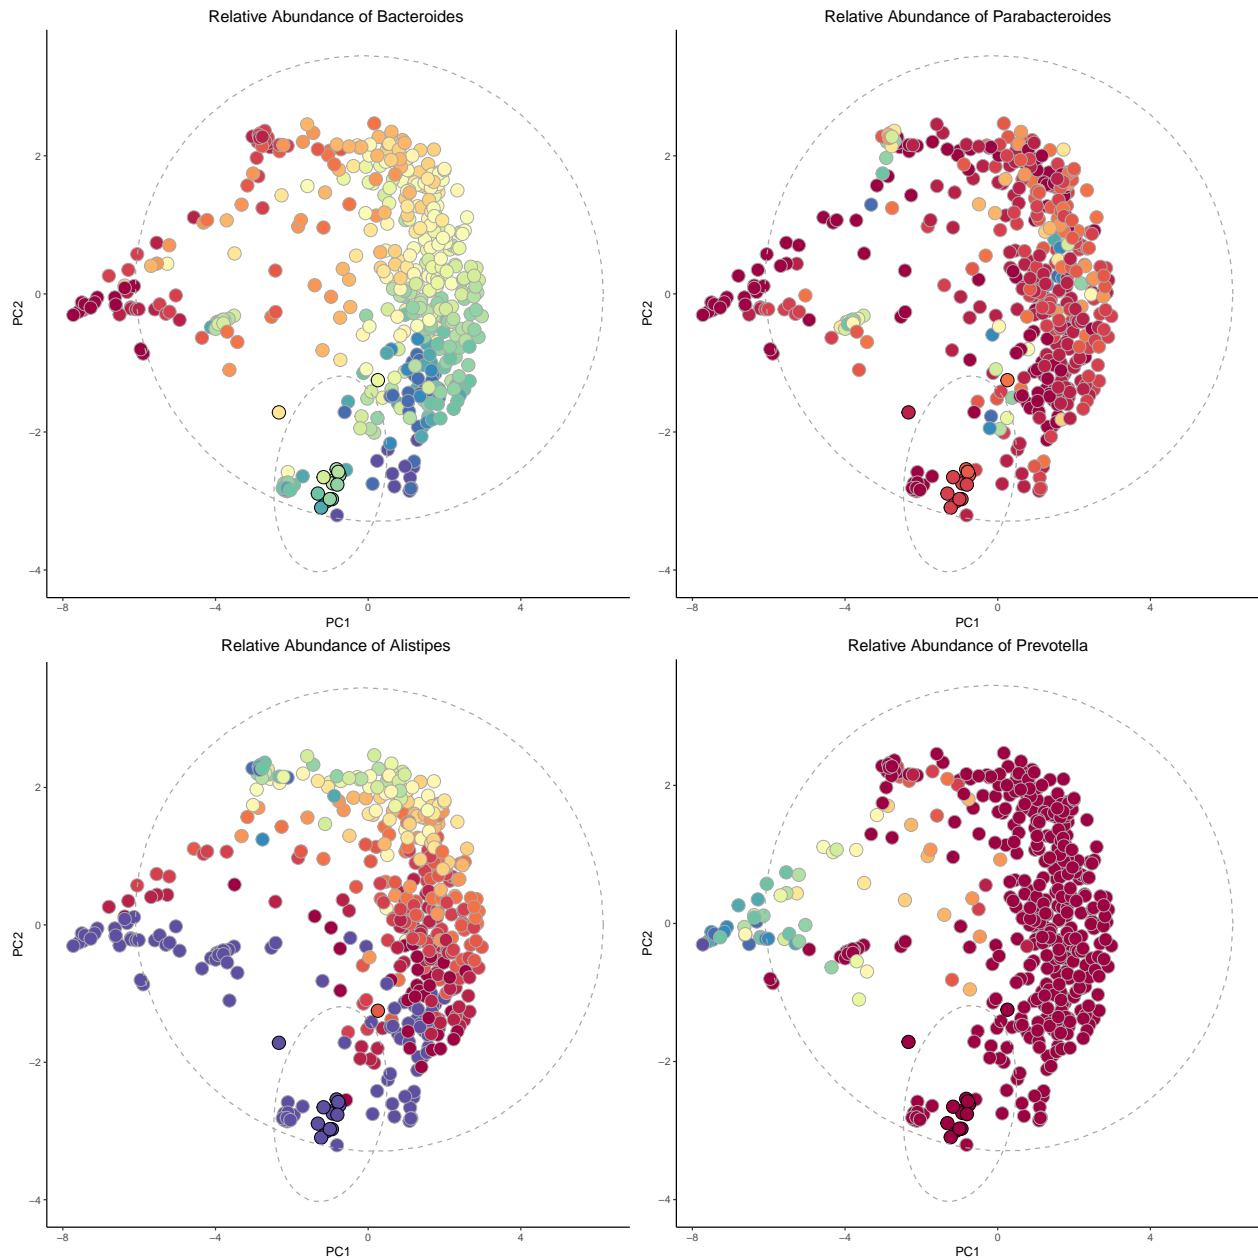 Relative Abundance of Bacteroides
2
0
−2
−4
−8
−4
0
4
PC1
PC2
Relative Abundance of Parabacteroides
2
0
−2
−4
−8
−4
0
4
PC1
PC2
Relative Abundance of Alistipes
2
0
−2
−4
−8
−4
0
4
PC1
PC2
Relative Abundance of Prevotella
2
0
−2
−4
−8
−4
0
4
PC1
PC2